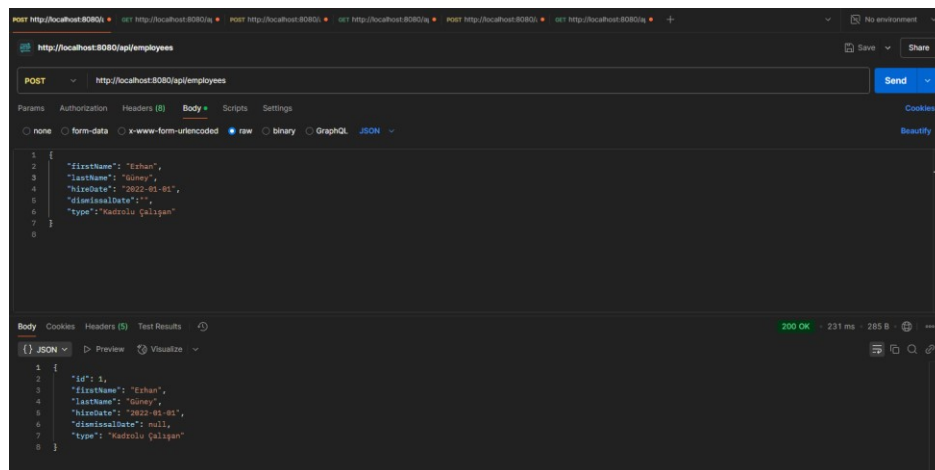 POST http://localhost:8080/i GET http://localhost:8080/aj POST http://localhost:8080/i GET http://localhost:8080/aj POST http://localhost:8080/i GET http://localhost:8080/aj + No environment
http://localhost:8080/api/employees Save Share
POST http://localhost:8080/api/employees Send
Params Authorization Headers (8) Body Scripts Settings Cookies
none form-data x-www-form-urlencoded raw binary GraphQL JSON Beautify
1 {
2 "firstName": "Erhan",
3 "lastName": "Güney",
4 "hireDate": "2022-01-01",
5 "dismissalDate":"",
6 "type":"Kadrolu Çalışan"
7 }
8
Body Cookies Headers (5) Test Results 200 OK 231 ms 285 B
{} JSON Preview Visualize
1 {
2 "id": 1,
3 "firstName": "Erhan",
4 "lastName": "Güney",
5 "hireDate": "2022-01-01",
6 "dismissalDate": null,
7 "type": "Kadrolu Çalışan"
8 }